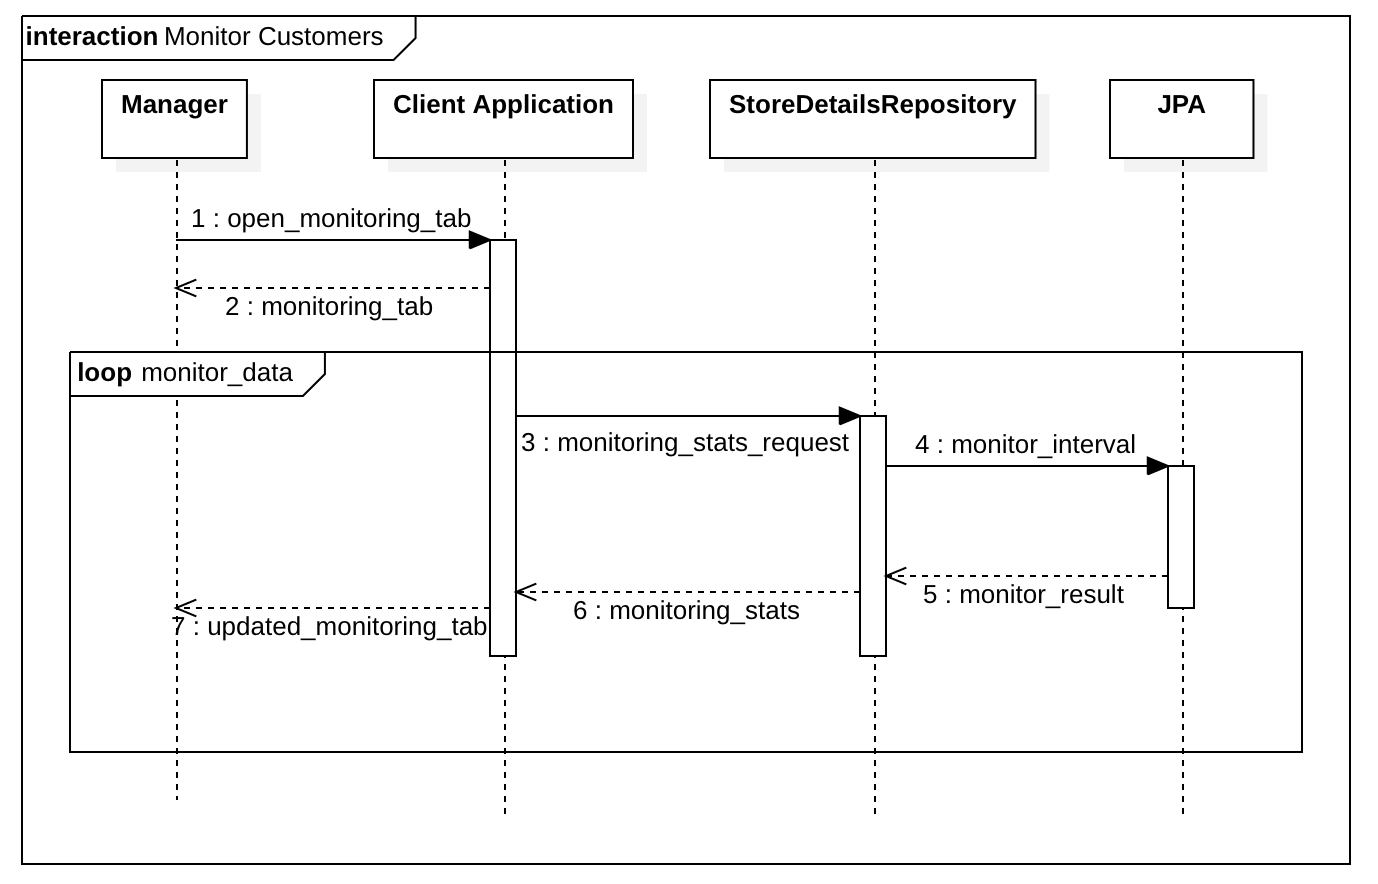 interaction Monitor Customers
Manager
Client Application
StoreDetailsRepository
JPA
1 : open_monitoring_tab
2 : monitoring_tab
loop monitor_data
3 : monitoring_stats_request
4 : monitor_interval
5 : monitor_result
6 : monitoring_stats
7 : updated_monitoring_tab